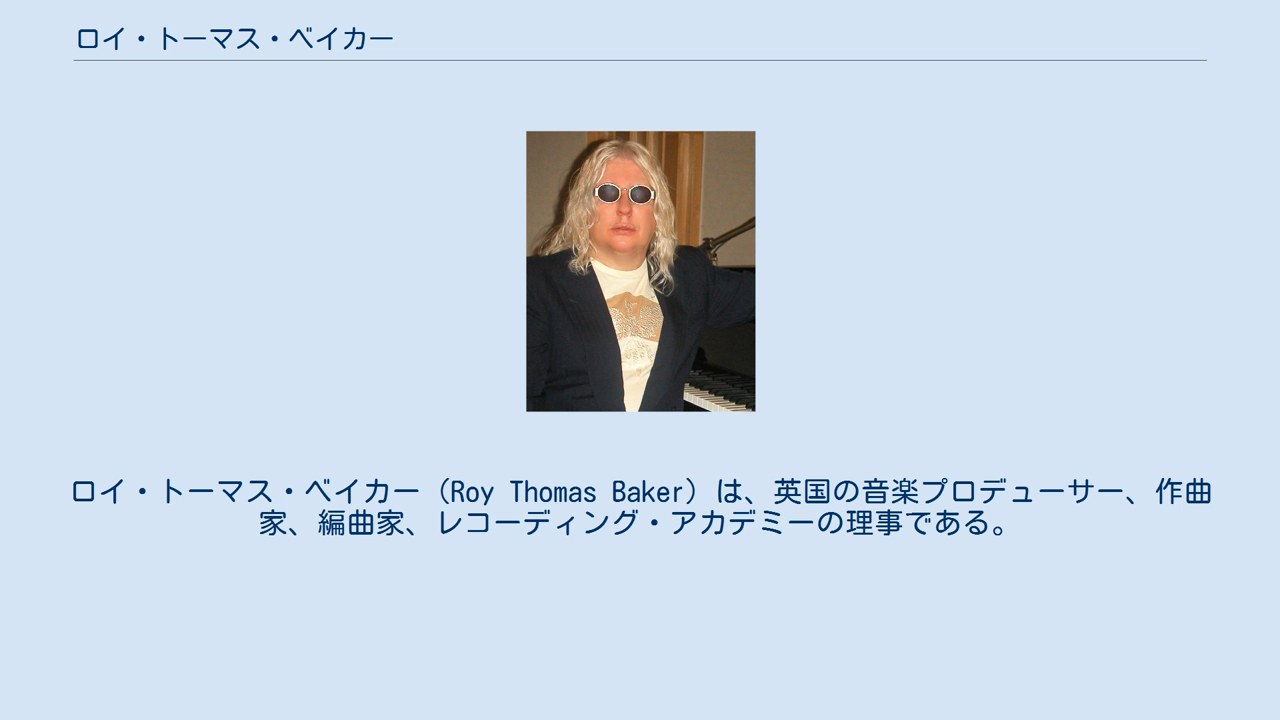 ロイ・トーマス・ベイカー
ロイ・トーマス・ベイカー（Roy Thomas Baker）は、英国の音楽プロデューサー、作曲
家、編曲家、レコーディング・アカデミーの理事である。